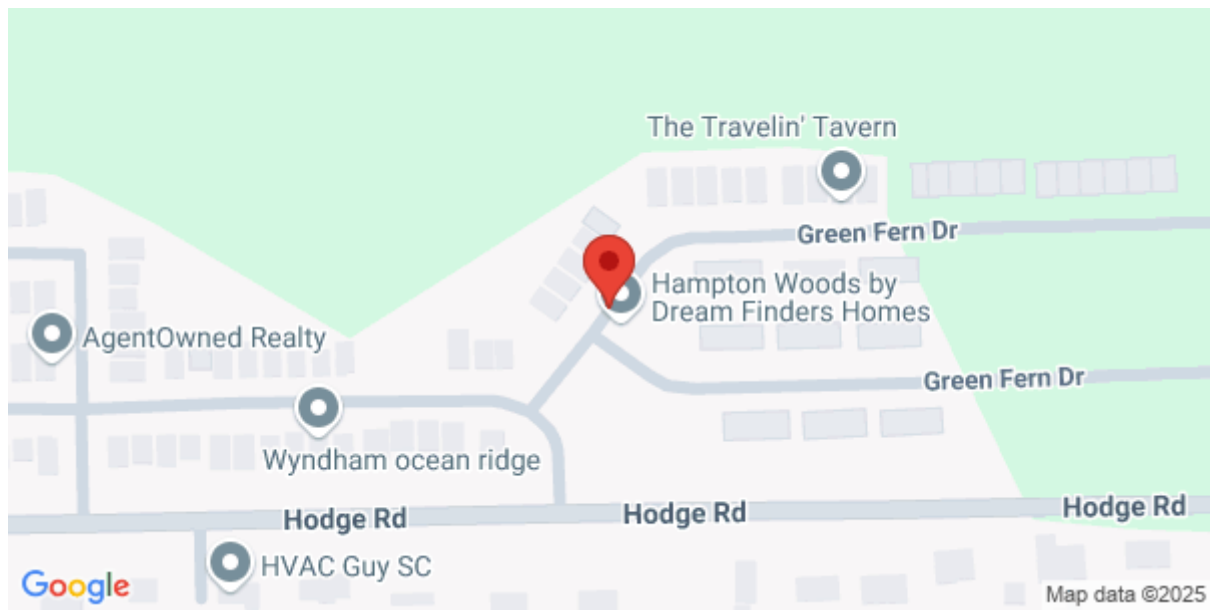 The Travelin' Tavern
Green Fern Dr
Hampton Woods by
Dream Finders Homes
AgentOwned Realty
Green Fern Dr
Wyndham ocean ridge
Hodge Rd
Hodge Rd
Hodge Rd
HVAC Guy SC
Google
Map data ©2025